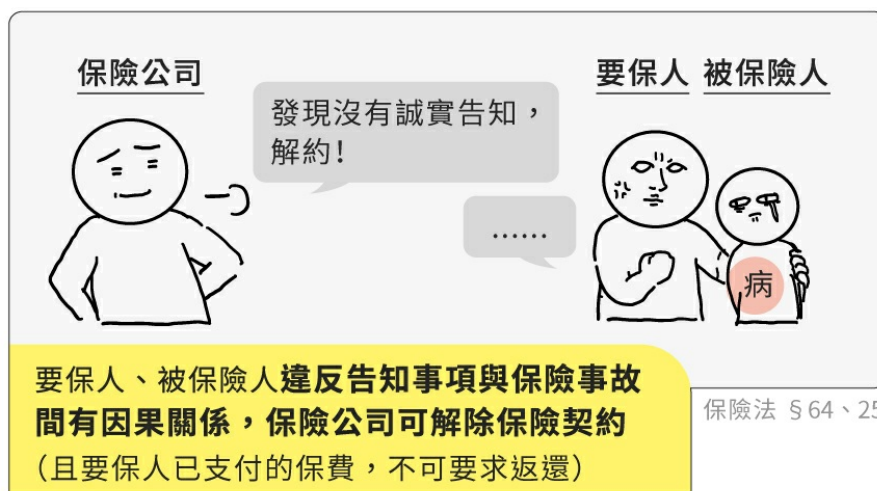 保險公司
要保人 被保險人
發現沒有誠實告知，
解約!
......
病
要保人、被保險人違反告知事項與保險事故
間有因果關係，保險公司可解除保險契約
（且要保人已支付的保費，不可要求返還）
保險法 §64、25